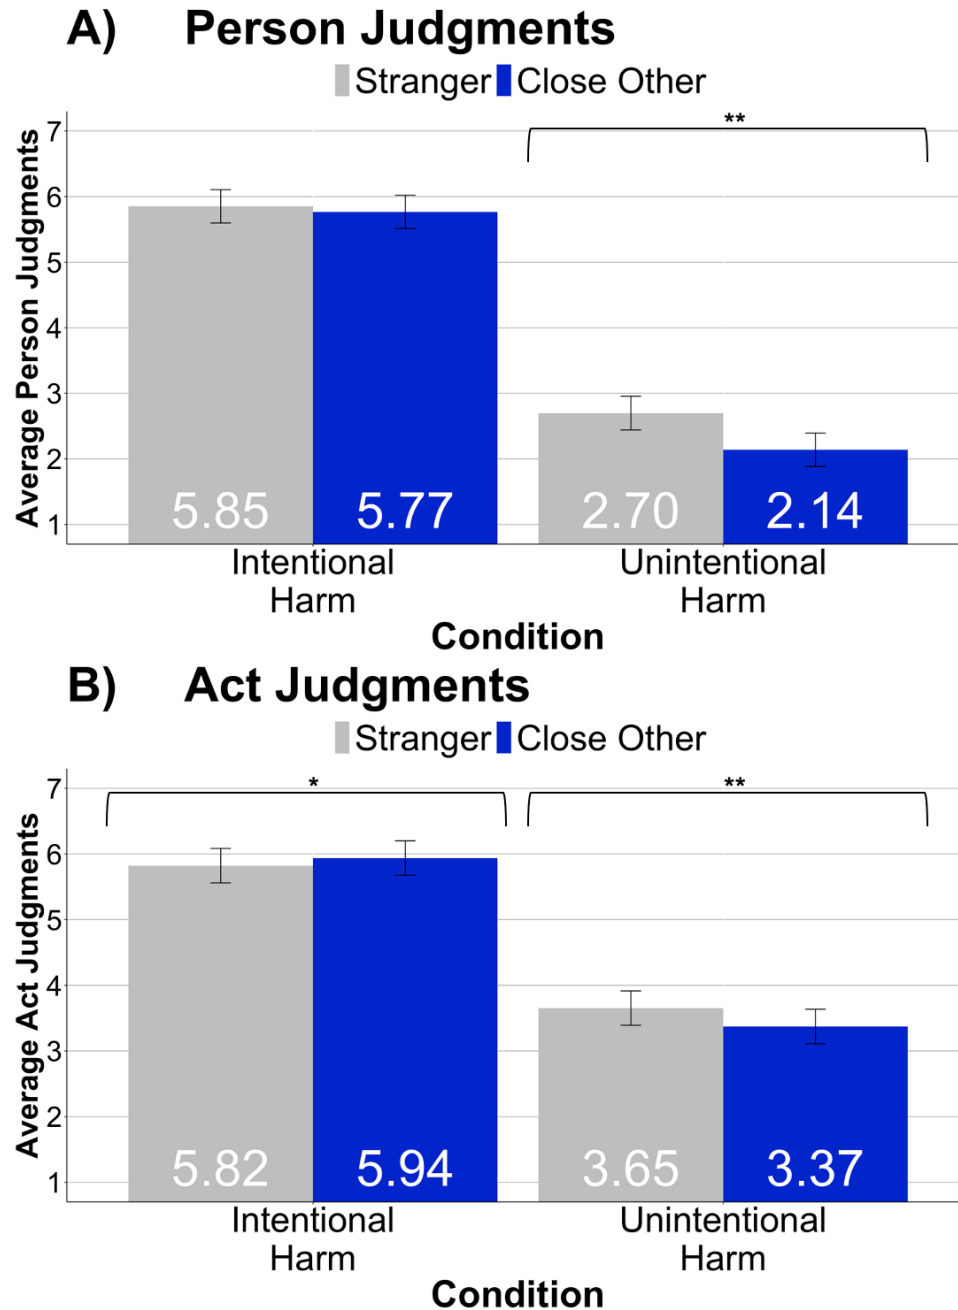 A) Person Judgments
Stranger Close Other
Average Person Judgments
7
**
6
5
4
3
2
1
5.85 5.77 2.70 2.14
Intentional Harm
Unintentional Harm
Condition
B) Act Judgments
Stranger Close Other
Average Act Judgments
7
* **
6
5
4
3
2
1
5.82 5.94 3.65 3.37
Intentional Harm
Unintentional Harm
Condition